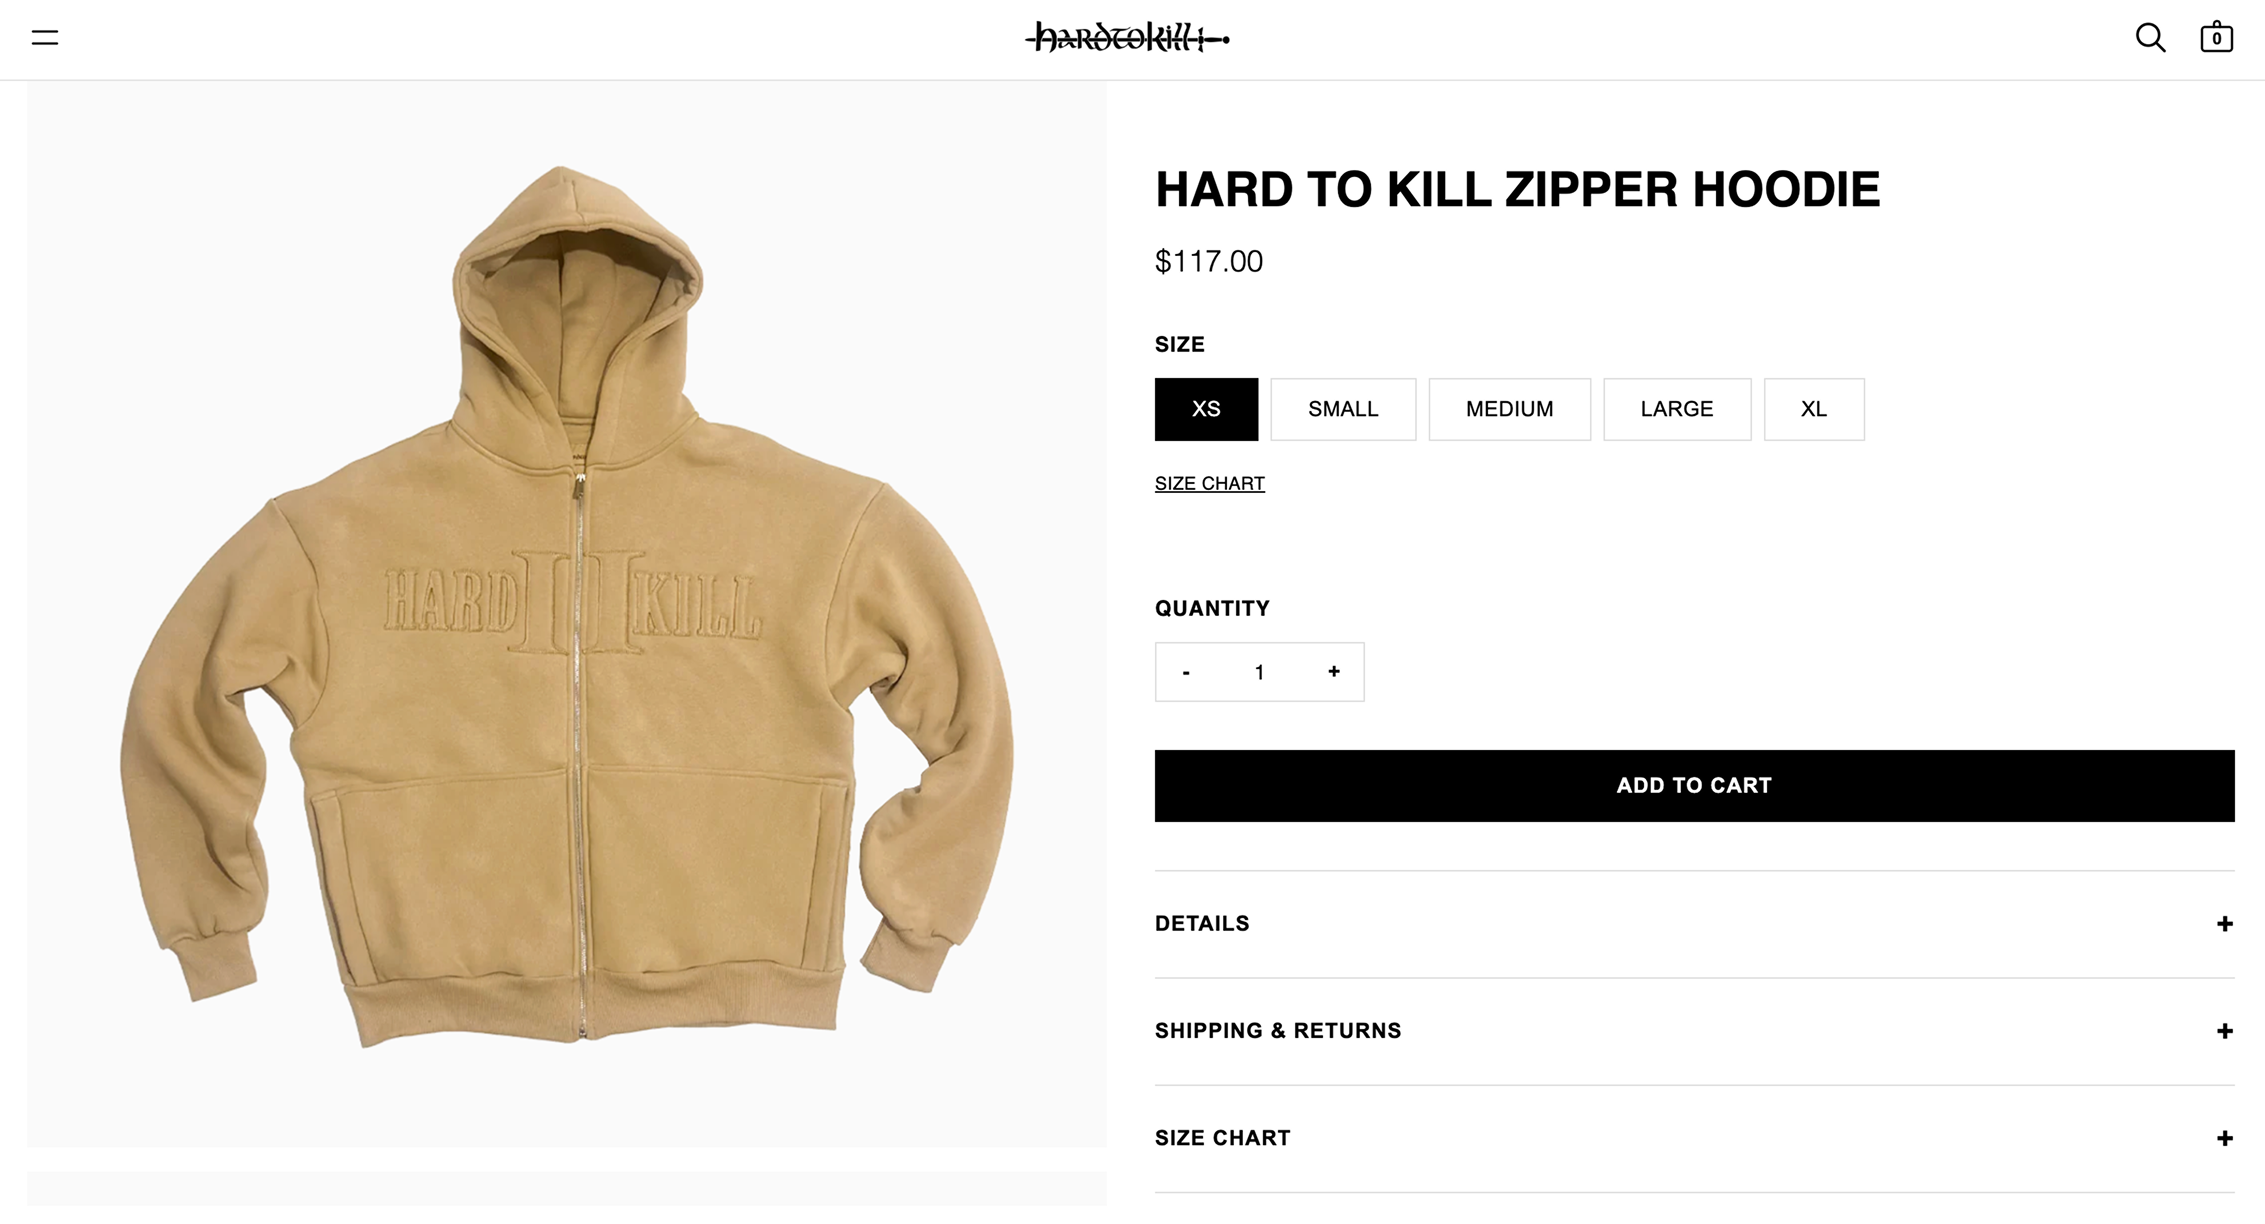 hardtokill
0
HARD TO KILL ZIPPER HOODIE
$117.00
SIZE
XS SMALL MEDIUM LARGE XL
SIZE CHART
HARD II KILL
QUANTITY
- 1 +
ADD TO CART
DETAILS +
SHIPPING & RETURNS +
SIZE CHART +